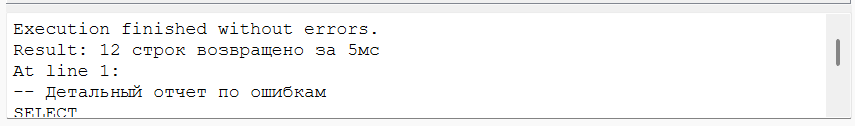 Execution finished without errors.
Result: 12 строк возвращено за 5мс
At line 1:
-- Детальный отчет по ошибкам
SELECT